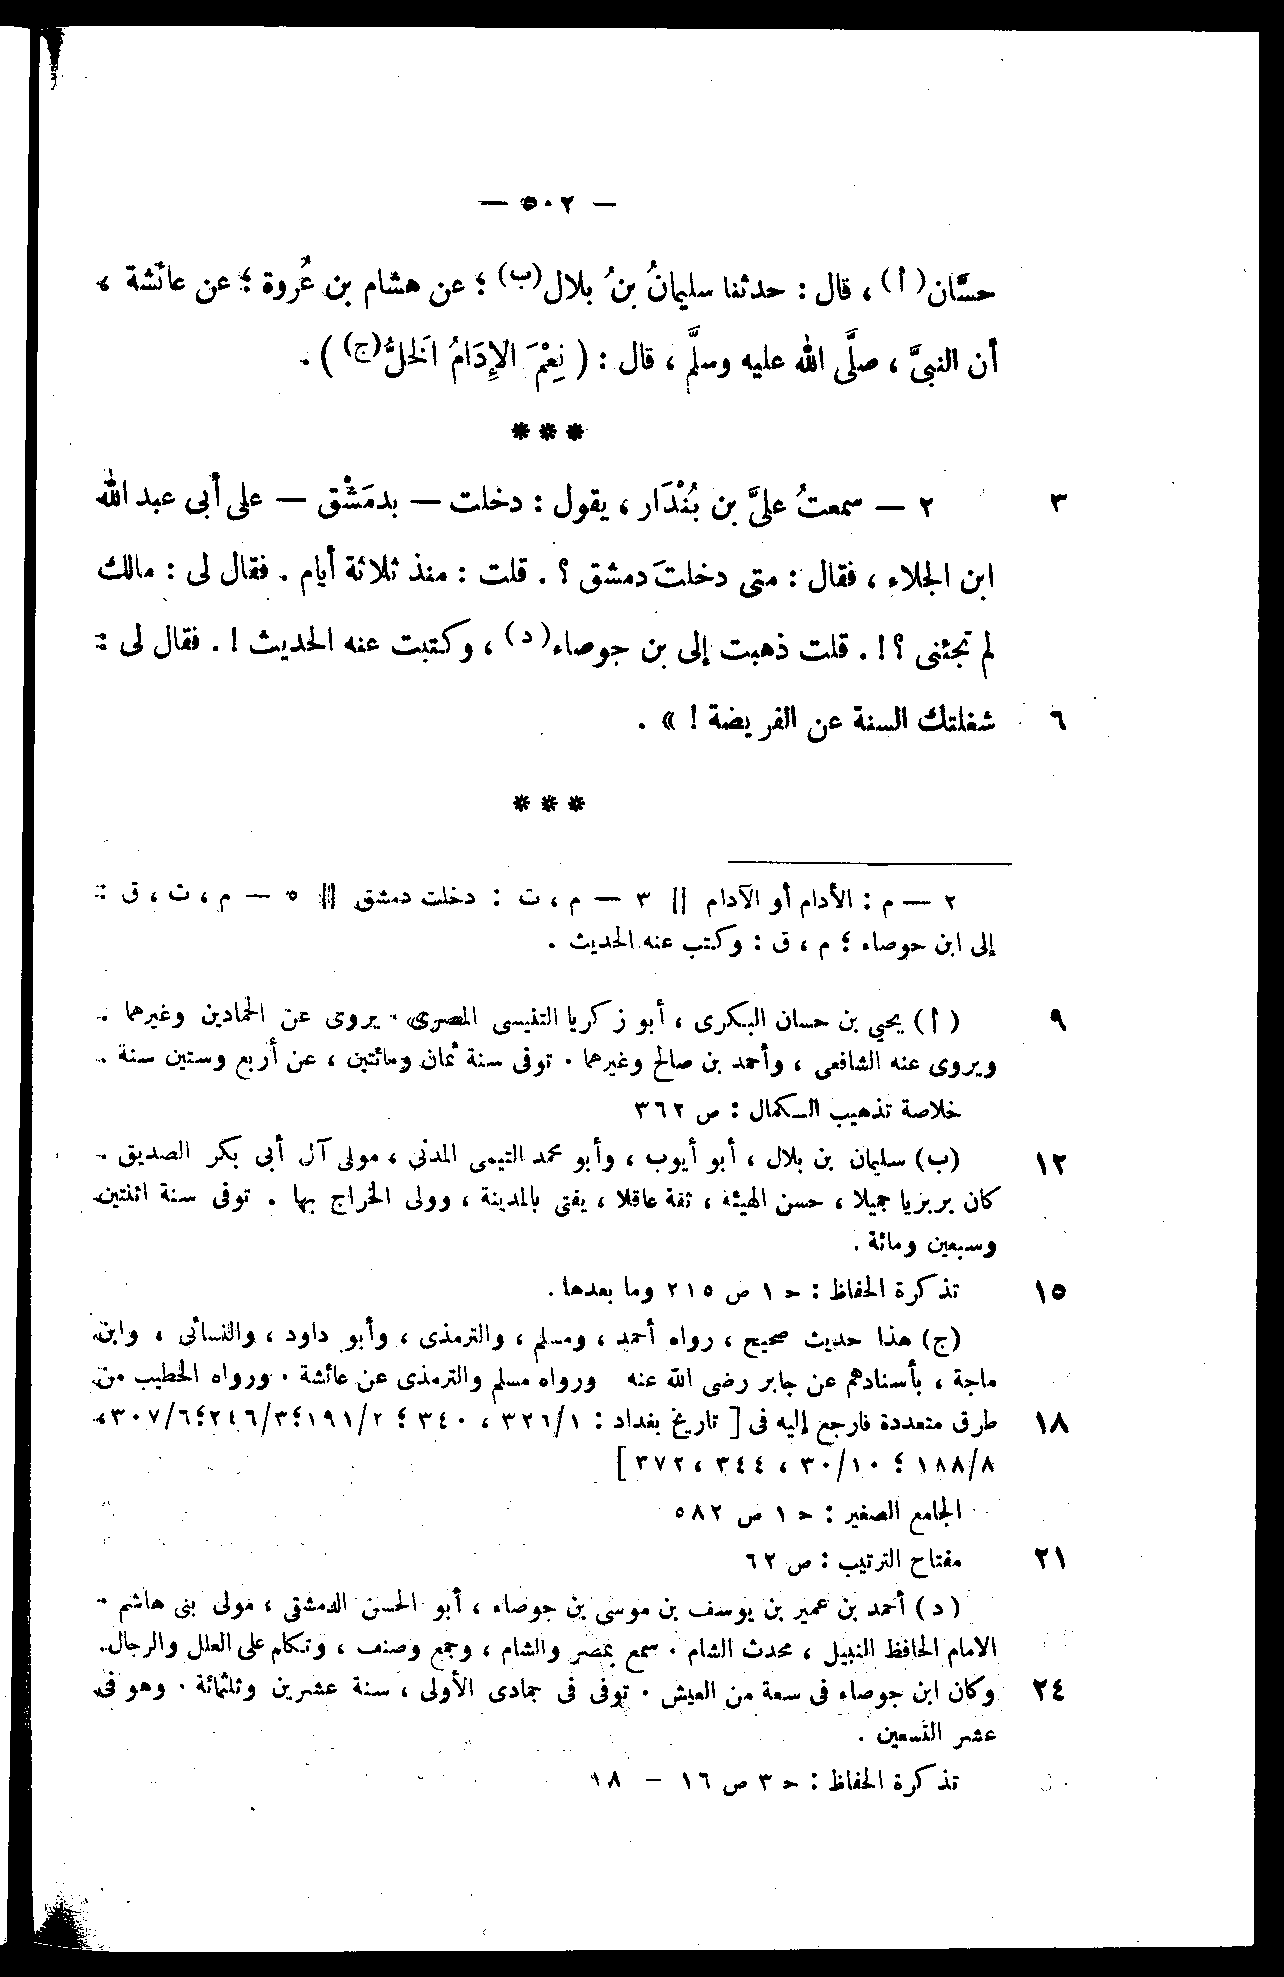 — ٥٠٢ —
حسَّان(أ) ، قال : حدثنا سليمانُ بنُ بلال(ب) ؛ عن هشام بن عُروة ؛ عن عائشة ،
أن النبىَّ ، صلَّى الله عليه وسلَّم ، قال : ( نِعْمَ الإِدَامُ الَخلُّ(ج) ) .
***
٣ ٢ — سمعتُ علىَّ بن بُنْدَار ، يقول : دخلت — بدمَشْق — على أبى عبد الله
ابن الجلاء ، فقال : متى دخلتَ دمشق ؟ . قلت : منذ ثلاثة أيام . فقال لى : مالك
لم تجئنى ؟! . قلت ذهبت إلى بن جوصاء(د) ، وكتبت عنه الحديث ! . فقال لى :
٦ شغلتك السنة عن الفريضة ! » .
***
٢ — م : الأدام أو الآدام || ٣ — م ، ت : دخلت دمشق || ٥ — م ، ت ، ق :
إلى ابن حوصاء ؛ م ، ق : وكتب عنه الحديث .
٩ ( أ ) يحيي بن حسان البكرى ، أبو زكريا التنيسى المصرى . يروى عن الحمادين وغيرهما .
ويروى عنه الشافعى ، وأحمد بن صالح وغيرهما . توفى سنة ثمان ومائتين ، عن أربع وستين سنة .
خلاصة تذهيب الكمال : ص ٣٦٢
١٢ (ب) سليمان بن بلال ، أبو أيوب ، وأبو محمد التيمى المدنى ، مولى آل أبى بكر الصديق .
كان بربريا جميلا ، حسن الهيئة ، ثقة عاقلا ، يفتى بالمدينة ، وولى الخراج بها . توفى سنة اثنتين
وسبعين ومائة .
١٥ تذكرة الحفاظ : ح ١ ص ٢١٥ وما بعدها .
(ج) هذا حديث صحيح ، رواه أحمد ، ومسلم ، والترمذى ، وأبو داود ، والنسائى ، وابن
ماجة ، بأسنادهم عن جابر رضى الله عنه ورواه مسلم والترمذى عن عائشة . ورواه الخطيب من
١٨ طرق متعددة فارجع إليه فى [ تاريخ بغداد : ٣٢٦/١ ، ٣٤٠ ؛ ١٩١/٢؛ ٢٤٦/٣؛ ٣٠٧/٦،
١٨٨/٨ ؛ ٣٠/١٠ ، ٣٤٤ ، ٣٧٢ ]
الجامع الصغير : ح ١ ص ٥٨٢
٢١ مفتاح الترتيب : ص ٦٢
( د ) أحمد بن عمير بن يوسف بن موسى بن جوصاء ، أبو الحسن الدمشقى ، مولى بنى هاشم .
الامام الحافظ النبيل ، محدث الشام . سمع بمصر والشام ، وجمع وصنف ، وتكلم على العلل والرجال .
٢٤ وكان ابن جوصاء فى سعة من العيش . توفى فى جمادى الأولى ، سنة عشرين وثلثمائة . وهو فى
عشر التسعين .
تذكرة الحفاظ : ح ٣ ص ١٦ – ١٨